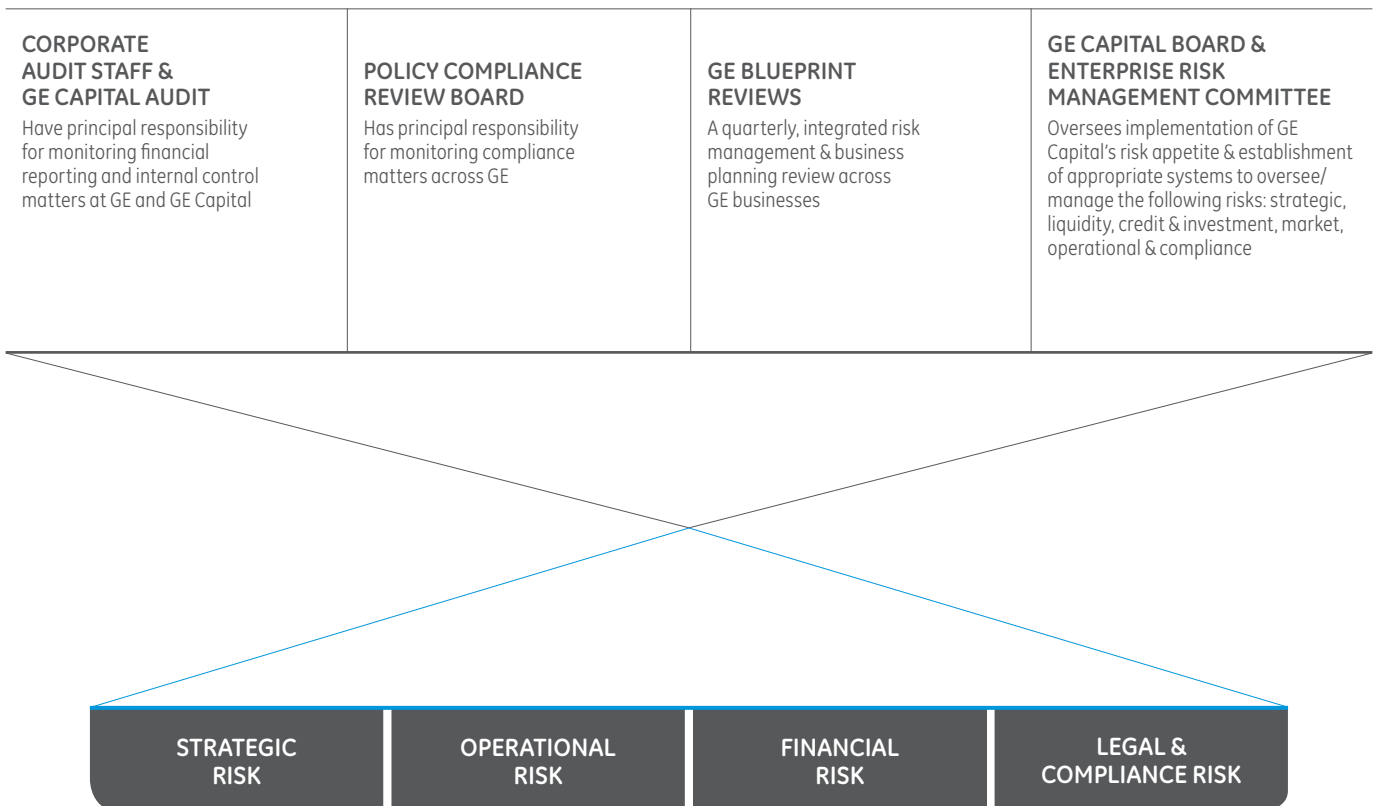 CORPORATE
AUDIT STAFF &
GE CAPITAL AUDIT
Have principal responsibility
for monitoring financial
reporting and internal control
matters at GE and GE Capital
POLICY COMPLIANCE
REVIEW BOARD
Has principal responsibility
for monitoring compliance
matters across GE
GE BLUEPRINT
REVIEWS
A quarterly, integrated risk
management & business
planning review across
GE businesses
GE CAPITAL BOARD &
ENTERPRISE RISK
MANAGEMENT COMMITTEE
Oversees implementation of GE
Capital's risk appetite & establishment
of appropriate systems to oversee/
manage the following risks: strategic,
liquidity, credit & investment, market,
operational & compliance
STRATEGIC
RISK
OPERATIONAL
RISK
FINANCIAL
RISK
LEGAL &
COMPLIANCE RISK